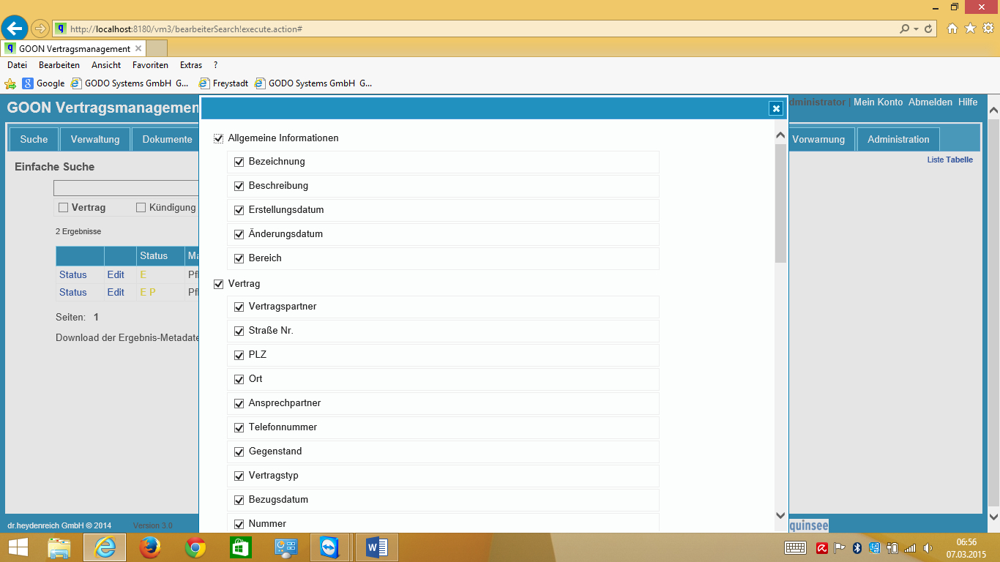 http://localhost:8180/vm3/bearbeiterSearch!execute.action#
GOON Vertragsmanagement
Datei Bearbeiten Ansicht Favoriten Extras ?
Google GODO Systems GmbH G... Freystadt GODO Systems GmbH G...
GOON Vertragsmanagemen
dministrator | Mein Konto Abmelden Hilfe
Suche Verwaltung Dokumente Vorwarnung Administration
Liste Tabelle
Einfache Suche
Vertrag Kündigung
2 Ergebnisse
Status Ma
Status Edit E Pfl
Status Edit E P Pfl
Seiten: 1
Download der Ergebnis-Metadate
Allgemeine Informationen
Bezeichnung
Beschreibung
Erstellungsdatum
Änderungsdatum
Bereich
Vertrag
Vertragspartner
Straße Nr.
PLZ
Ort
Ansprechpartner
Telefonnummer
Gegenstand
Vertragstyp
Bezugsdatum
Nummer
dr.heydenreich GmbH © 2014 Version 3.0
quinsee
06:56
07.03.2015